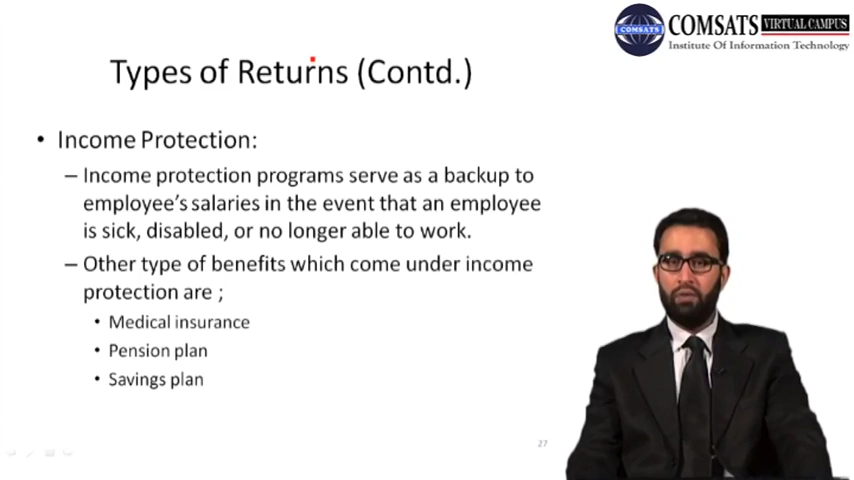 COMSATS
COMSATS VIRTUAL CAMPUS
Institute Of Information Technology
Types of Returns (Contd.)
• Income Protection:
– Income protection programs serve as a backup to
employee's salaries in the event that an employee
is sick, disabled, or no longer able to work.
– Other type of benefits which come under income
protection are ;
• Medical insurance
• Pension plan
• Savings plan
27